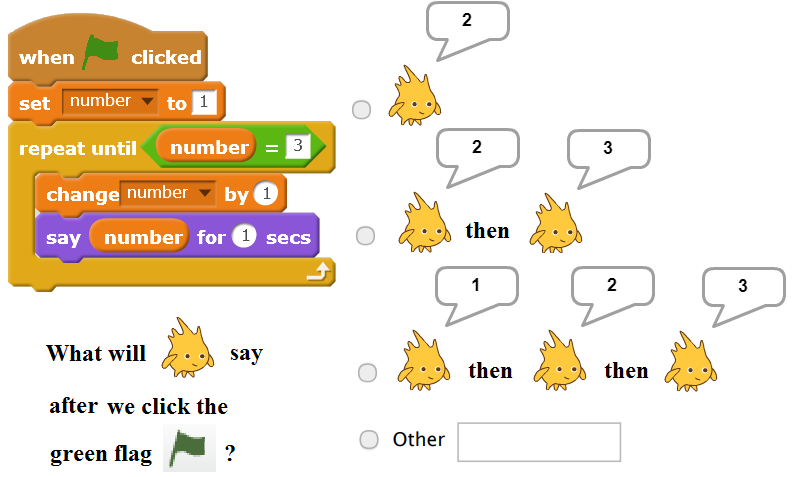 when clicked
set number to 1
repeat until number = 3
change number by 1
say number for 1 secs
What will say
after we click the
green flag ?
2
2 3
then
1 2 3
then then
Other